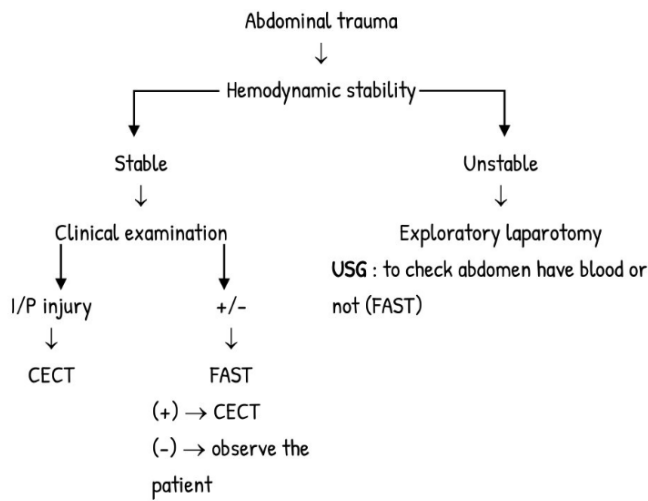 Abdominal trauma
↓
Hemodynamic stability
Stable
Unstable
↓
↓
Clinical examination
Exploratory laparotomy
USG : to check abdomen have blood or
not (FAST)
I/P injury
+/-
↓
↓
CECT
FAST
(+) → CECT
(-) → observe the
patient